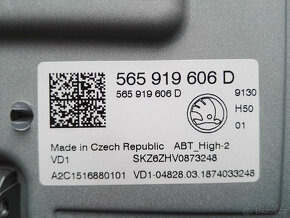 565 919 606 D
565 919 606 D
9130
H50
01
Made in Czech Republic ABT_High-2
VD1 SKZ6ZHV0873248
A2C1516880101 VD1-04828.03.1874033248